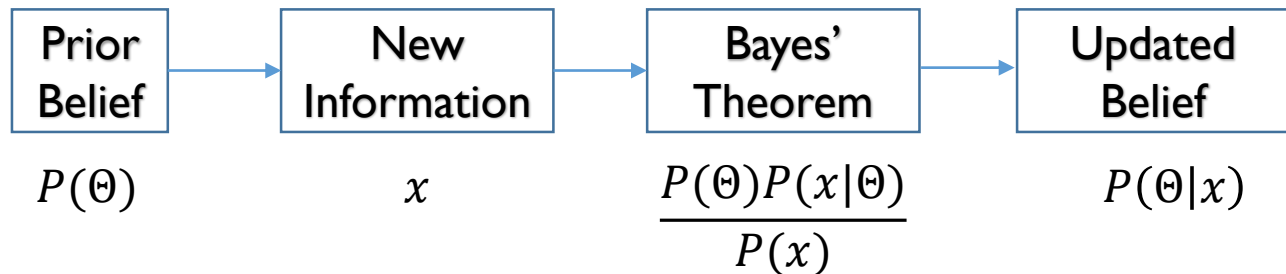 Prior
Belief
New
Information
Bayes’
Theorem
Updated
Belief
P(Θ)
x
P(Θ)P(x|Θ)
P(x)
P(Θ|x)